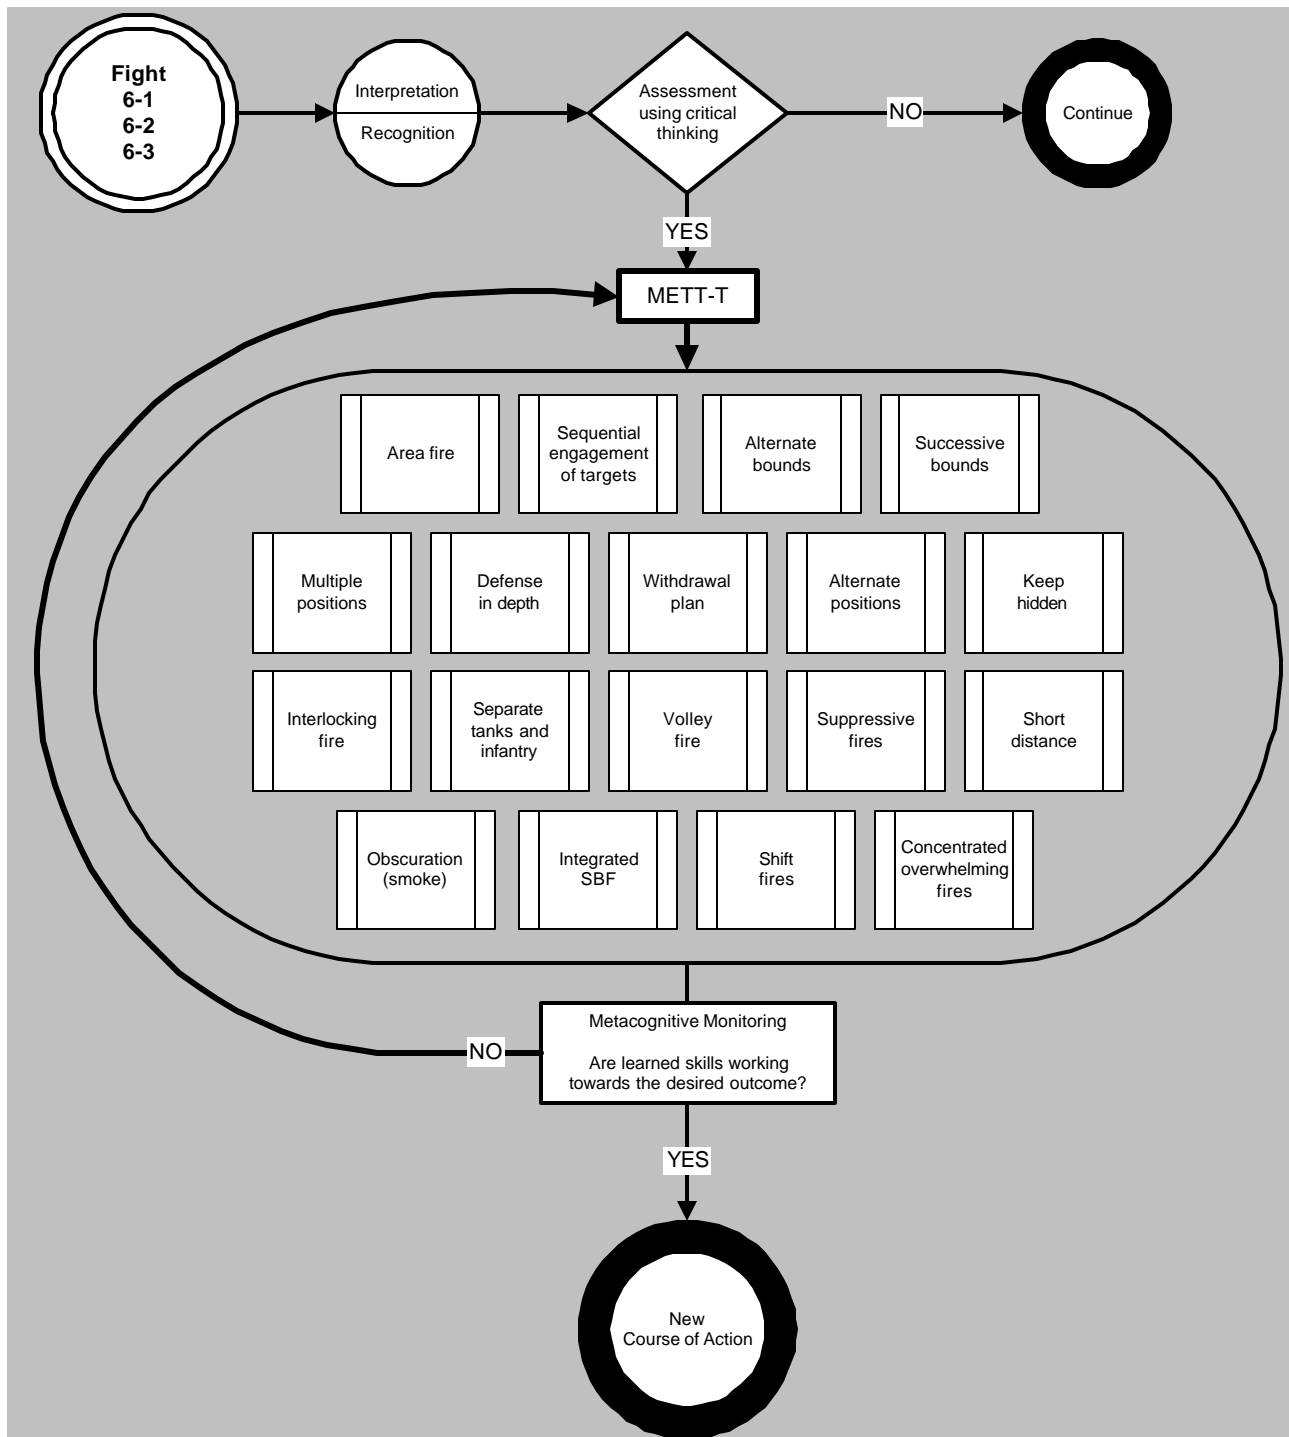 Fight
6-1
6-2
6-3
Interpretation
Recognition
Assessment
using critical
thinking
NO
Continue
YES
METT-T
Area fire
Sequential
engagement
of targets
Alternate
bounds
Successive
bounds
Multiple
positions
Defense
in depth
Withdrawal
plan
Alternate
positions
Keep
hidden
Interlocking
fire
Separate
tanks and
infantry
Volley
fire
Suppressive
fires
Short
distance
Obscuration
(smoke)
Integrated
SBF
Shift
fires
Concentrated
overwhelming
fires
Metacognitive Monitoring
Are learned skills working
towards the desired outcome?
NO
YES
New
Course of Action